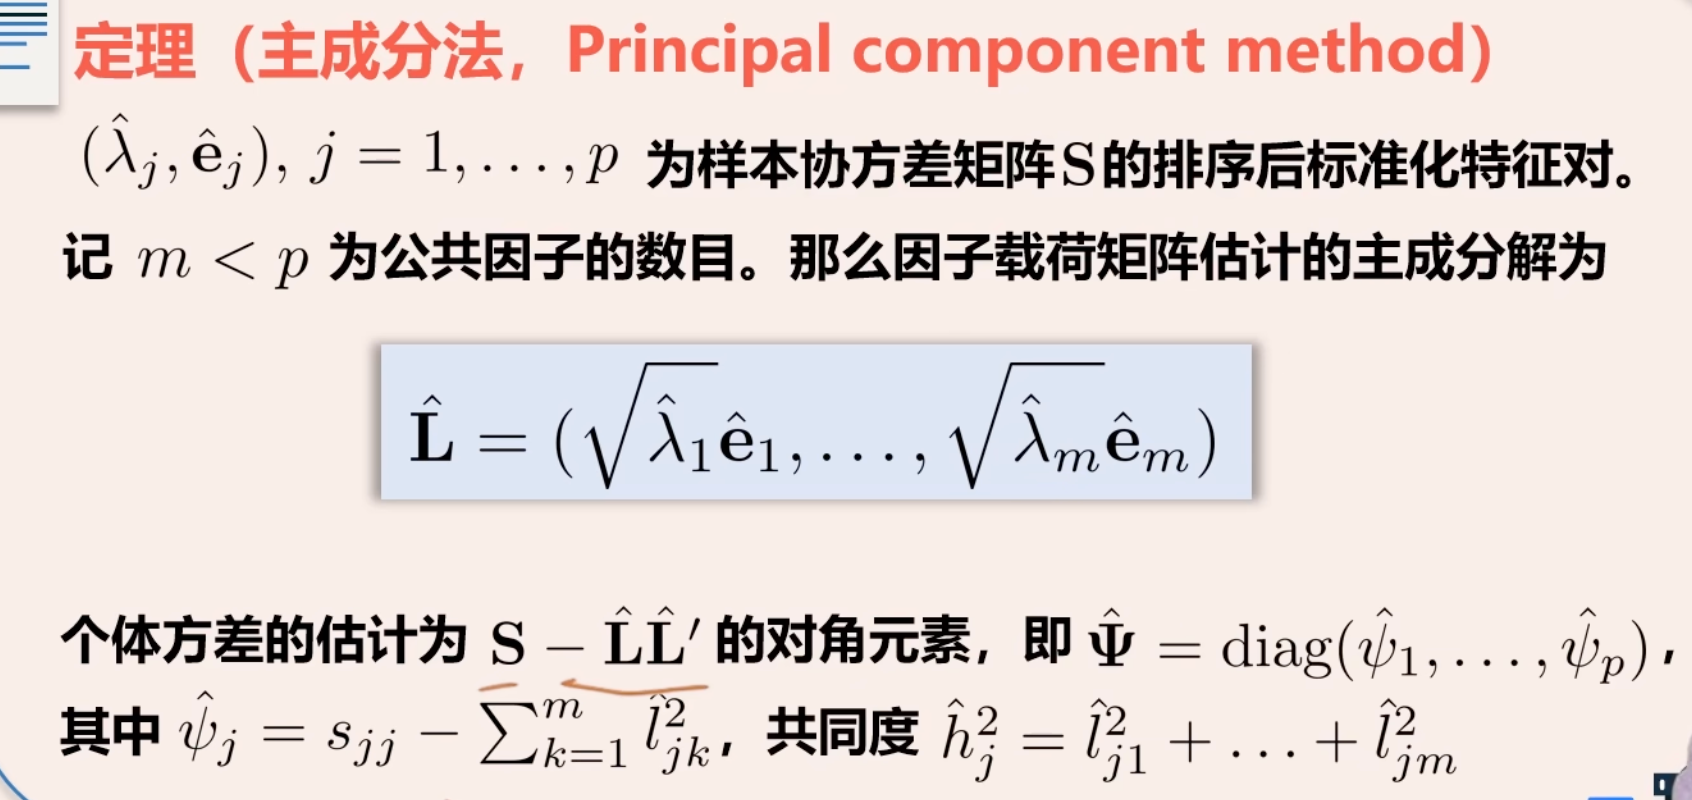 定理（主成分法，Principal component method）
$(\hat{\lambda}_j, \hat{\mathbf{e}}_j), j = 1, \ldots, p$ 为样本协方差矩阵 $\mathbf{S}$ 的排序后标准化特征对。
记 $m < p$ 为公共因子的数目。那么因子载荷矩阵估计的主成分解为
$\hat{\mathbf{L}} = (\sqrt{\hat{\lambda}_1}\hat{\mathbf{e}}_1, \ldots, \sqrt{\hat{\lambda}_m}\hat{\mathbf{e}}_m)$
个体方差的估计为 $\mathbf{S} - \hat{\mathbf{L}}\hat{\mathbf{L}}'$ 的对角元素，即 $\hat{\mathbf{\Psi}} = \mathrm{diag}(\hat{\psi}_1, \ldots, \hat{\psi}_p)$，
其中 $\hat{\psi}_j = s_{jj} - \sum_{k=1}^{m} \hat{l}_{jk}^2$，共同度 $\hat{h}_j^2 = \hat{l}_{j1}^2 + \ldots + \hat{l}_{jm}^2$